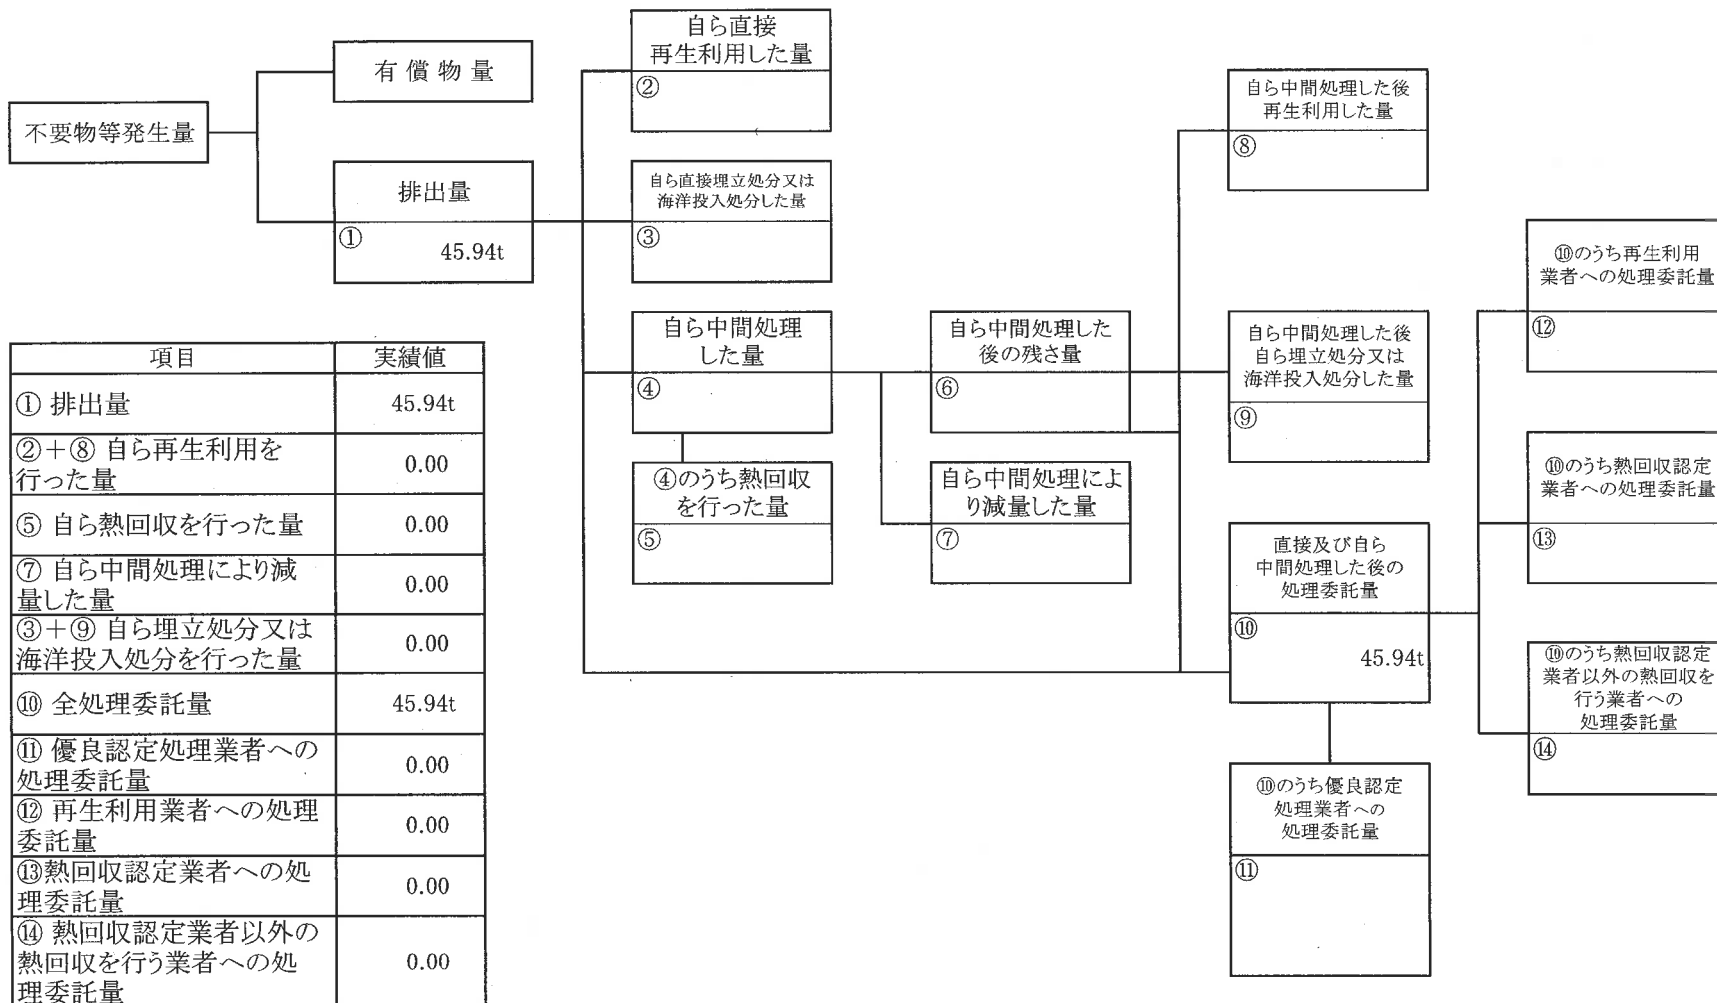 不要物等発生量
有償物量
排出量
①
45.94t
自ら直接
再生利用した量
②
自ら直接埋立処分又は
海洋投入処分した量
③
自ら中間処理
した量
④
④のうち熱回収
を行った量
⑤
自ら中間処理した
後の残さ量
⑥
自ら中間処理によ
り減量した量
⑦
自ら中間処理した後
再生利用した量
⑧
自ら中間処理した後
自ら埋立処分又は
海洋投入処分した量
⑨
直接及び自ら
中間処理した後の
処理委託量
⑩
45.94t
⑩のうち優良認定
処理業者への
処理委託量
⑪
⑩のうち再生利用
業者への処理委託量
⑫
⑩のうち熱回収認定
業者への処理委託量
⑬
⑩のうち熱回収認定
業者以外の熱回収を
行う業者への
処理委託量
⑭
項目 実績値
① 排出量 45.94t
②+⑧ 自ら再生利用を
行った量 0.00
⑤ 自ら熱回収を行った量 0.00
⑦ 自ら中間処理により減
量した量 0.00
③+⑨ 自ら埋立処分又は
海洋投入処分を行った量 0.00
⑩ 全処理委託量 45.94t
⑪ 優良認定処理業者への
処理委託量 0.00
⑫ 再生利用業者への処理
委託量 0.00
⑬熱回収認定業者への処
理委託量 0.00
⑭ 熱回収認定業者以外の
熱回収を行う業者への処
理委託量 0.00